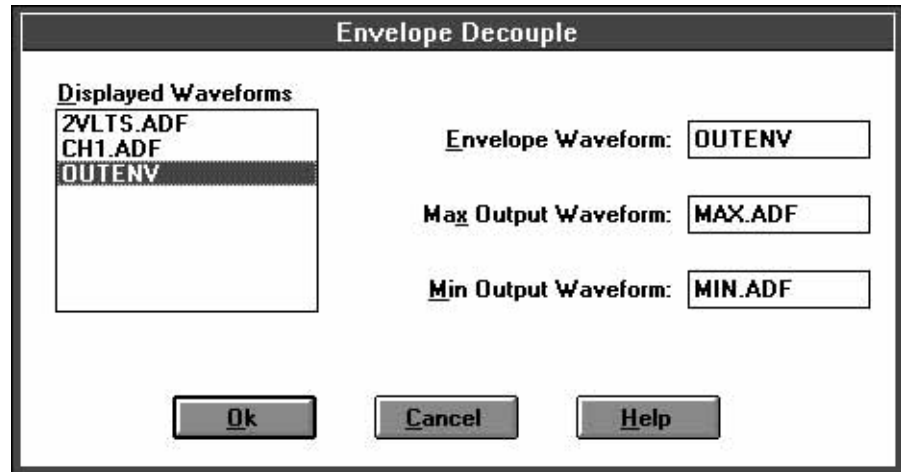 Envelope Decouple
Displayed Waveforms
2VLTS.ADF
CH1.ADF
OUTENV
Envelope Waveform: OUTENV
Max Output Waveform: MAX.ADF
Min Output Waveform: MIN.ADF
Ok Cancel Help